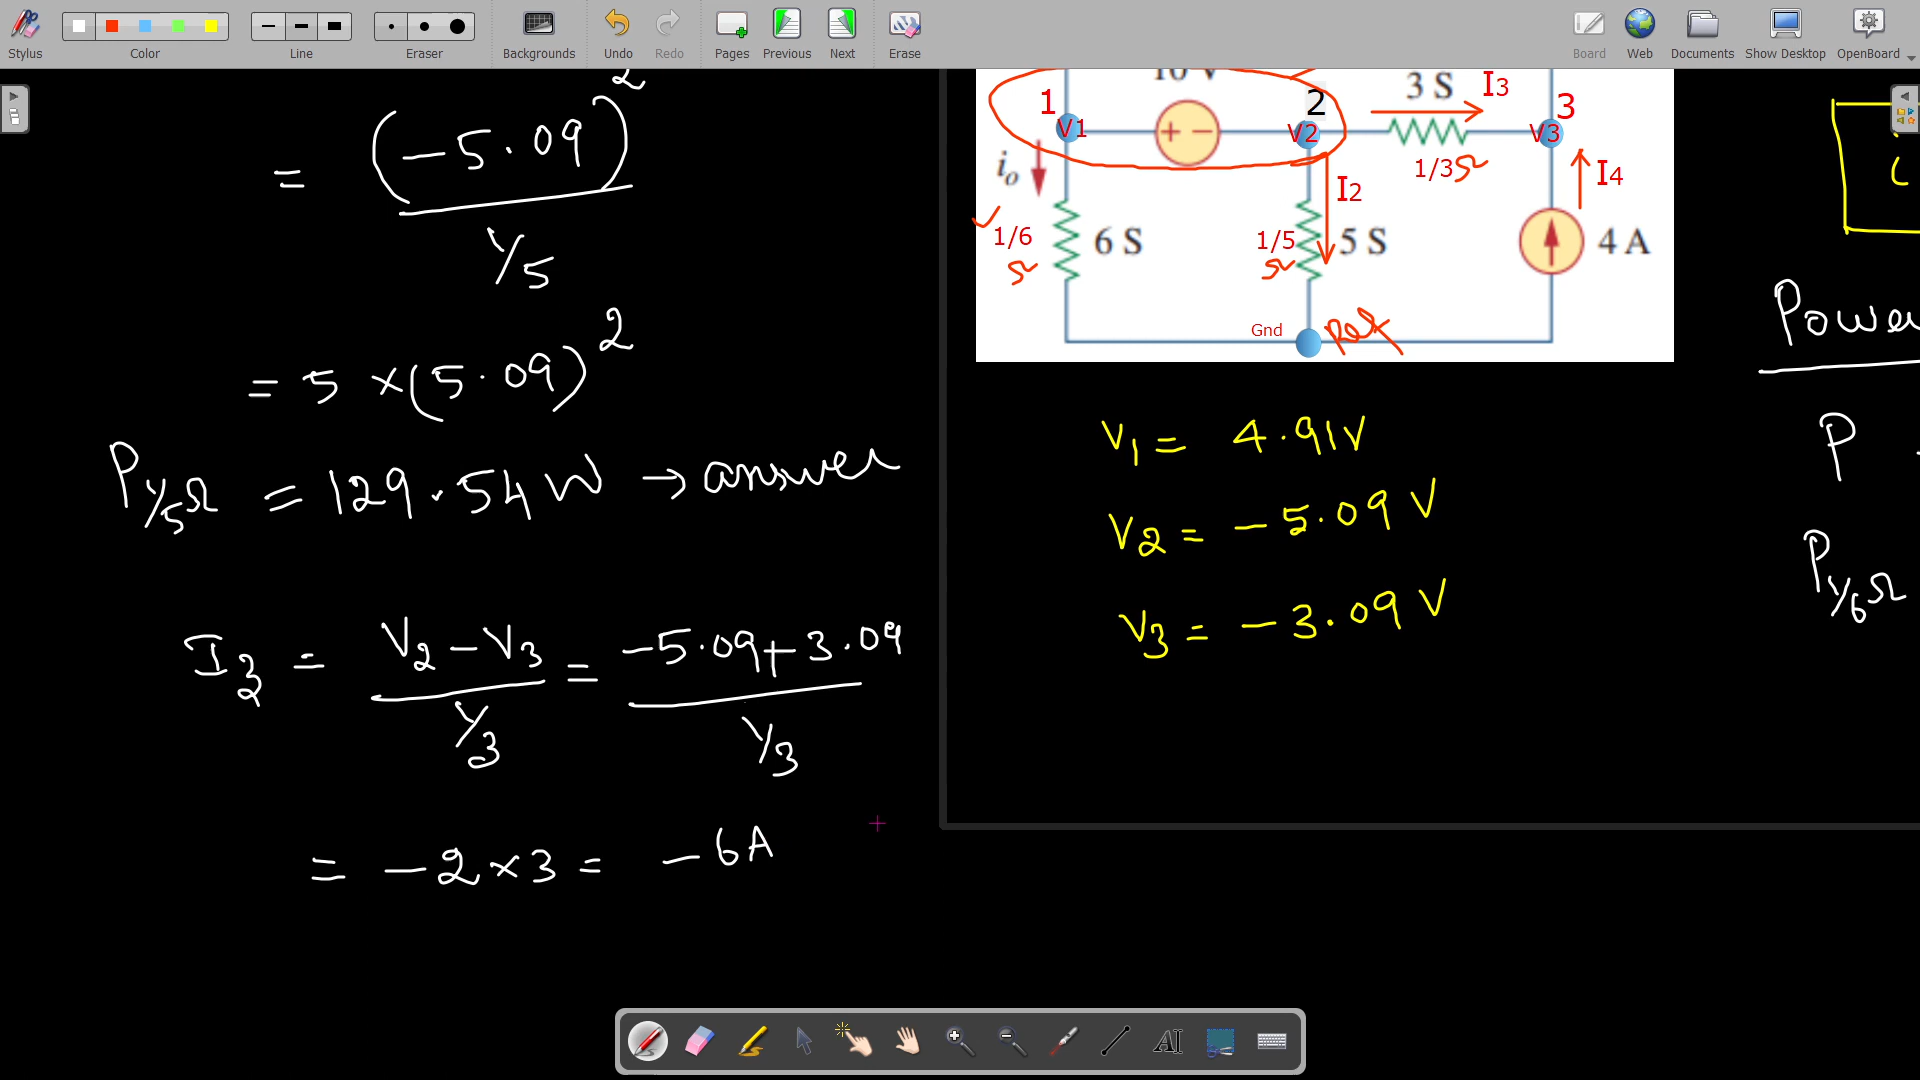 Stylus Color Line Eraser Backgrounds Undo Redo Pages Previous Next Erase Board Web Documents Show Desktop OpenBoard
2
= (-5.09)
1/5
= 5 × (5.09)²
P1/5Ω = 129.54 W → answer
I3 = V2 - V3 / 1/3 = -5.09 + 3.09 / 1/3
= -2 × 3 = -6A
10 V
3 S I3
1 2 3
V1 + - V2 V3
1/3Ω
io I2 I4
1/6 Ω 6 S 1/5 Ω 5 S 4 A
Gnd Ref
V1 = 4.91V
V2 = -5.09 V
V3 = -3.09 V
Power
P
P1/6Ω
AI